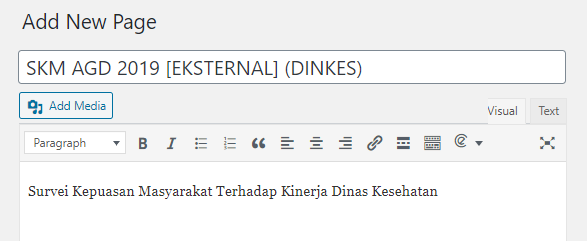 Add New Page
SKM AGD 2019 [EKSTERNAL] (DINKES)
Add Media
Visual Text
Paragraph B I
Survei Kepuasan Masyarakat Terhadap Kinerja Dinas Kesehatan